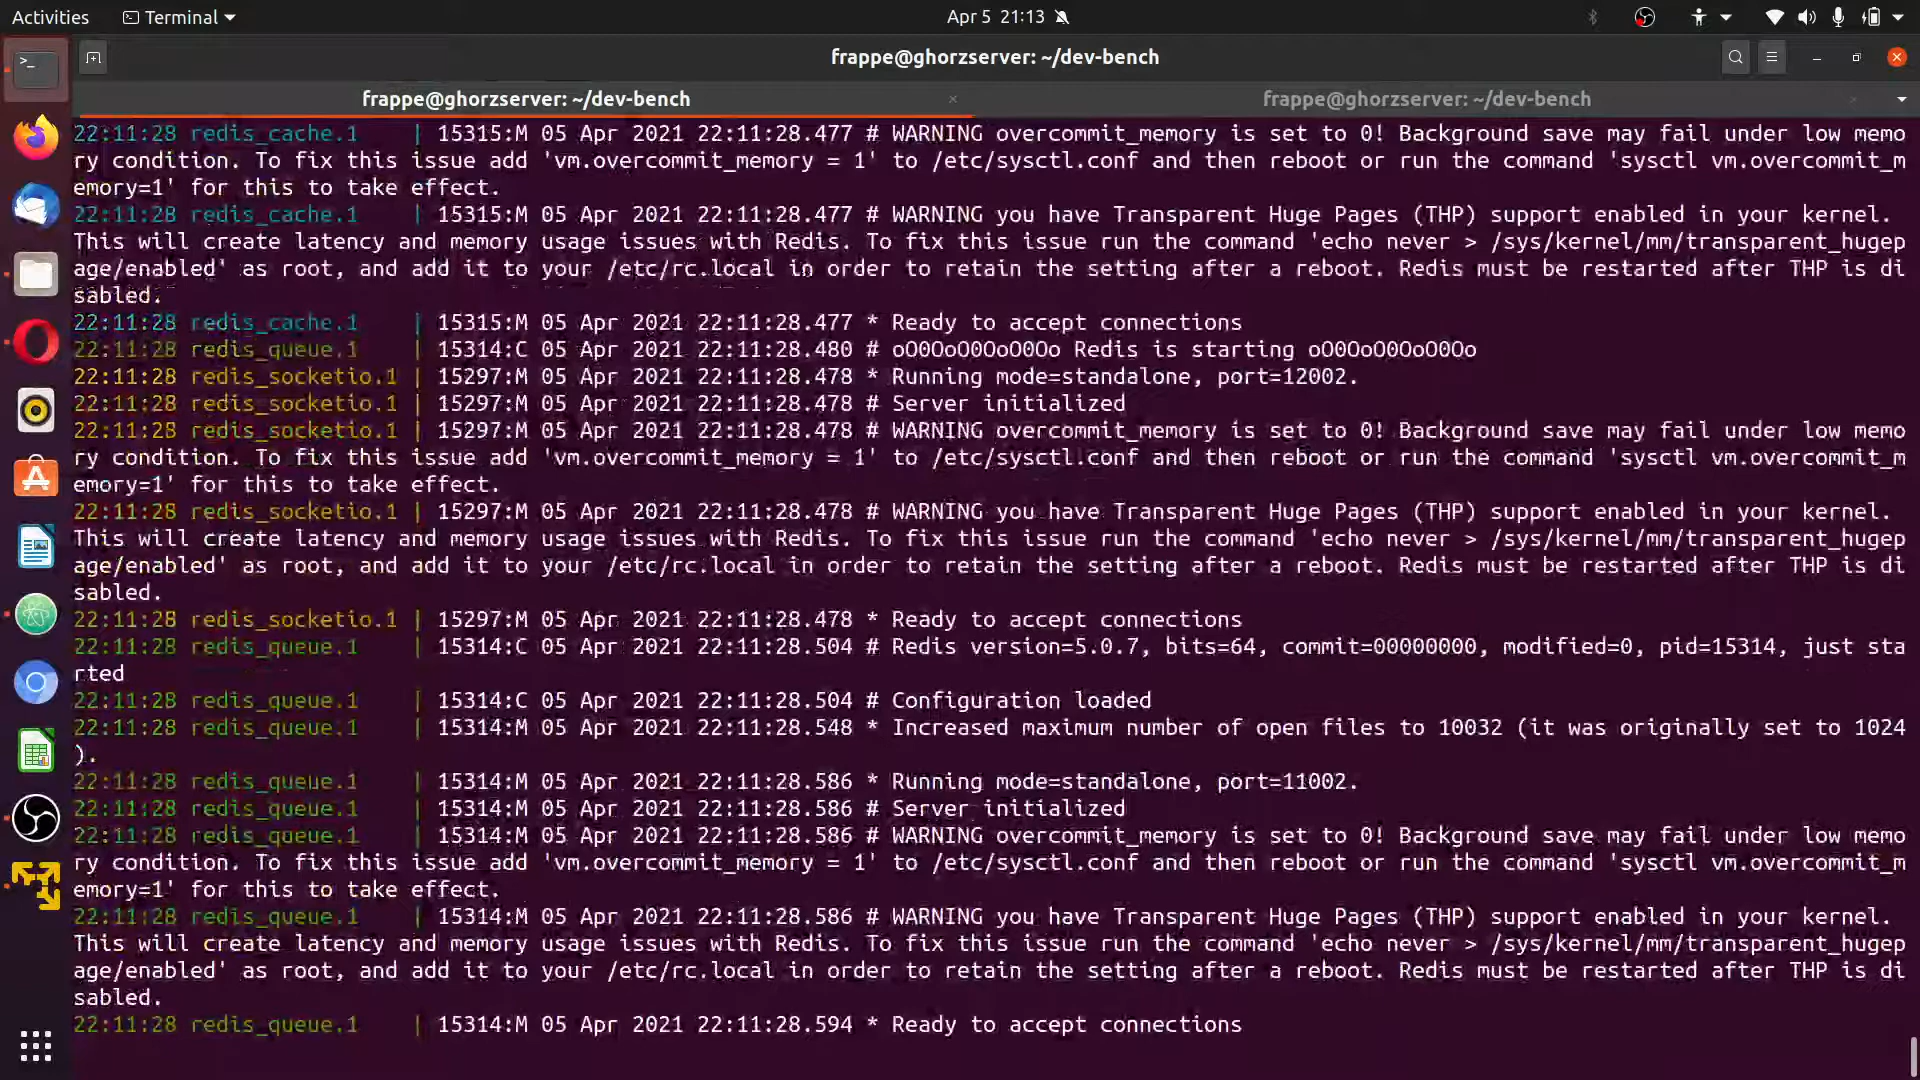 Activities Terminal Apr 5 21:13
frappe@ghorzserver: ~/dev-bench
frappe@ghorzserver: ~/dev-bench frappe@ghorzserver: ~/dev-bench
22:11:28 redis_cache.1 | 15315:M 05 Apr 2021 22:11:28.477 # WARNING overcommit_memory is set to 0! Background save may fail under low memo
ry condition. To fix this issue add 'vm.overcommit_memory = 1' to /etc/sysctl.conf and then reboot or run the command 'sysctl vm.overcommit_m
emory=1' for this to take effect.
22:11:28 redis_cache.1 | 15315:M 05 Apr 2021 22:11:28.477 # WARNING you have Transparent Huge Pages (THP) support enabled in your kernel.
This will create latency and memory usage issues with Redis. To fix this issue run the command 'echo never > /sys/kernel/mm/transparent_hugep
age/enabled' as root, and add it to your /etc/rc.local in order to retain the setting after a reboot. Redis must be restarted after THP is di
sabled.
22:11:28 redis_cache.1 | 15315:M 05 Apr 2021 22:11:28.477 * Ready to accept connections
22:11:28 redis_queue.1 | 15314:C 05 Apr 2021 22:11:28.480 # oO0OoO0OoO0Oo Redis is starting oO0OoO0OoO0Oo
22:11:28 redis_socketio.1 | 15297:M 05 Apr 2021 22:11:28.478 * Running mode=standalone, port=12002.
22:11:28 redis_socketio.1 | 15297:M 05 Apr 2021 22:11:28.478 # Server initialized
22:11:28 redis_socketio.1 | 15297:M 05 Apr 2021 22:11:28.478 # WARNING overcommit_memory is set to 0! Background save may fail under low memo
ry condition. To fix this issue add 'vm.overcommit_memory = 1' to /etc/sysctl.conf and then reboot or run the command 'sysctl vm.overcommit_m
emory=1' for this to take effect.
22:11:28 redis_socketio.1 | 15297:M 05 Apr 2021 22:11:28.478 # WARNING you have Transparent Huge Pages (THP) support enabled in your kernel.
This will create latency and memory usage issues with Redis. To fix this issue run the command 'echo never > /sys/kernel/mm/transparent_hugep
age/enabled' as root, and add it to your /etc/rc.local in order to retain the setting after a reboot. Redis must be restarted after THP is di
sabled.
22:11:28 redis_socketio.1 | 15297:M 05 Apr 2021 22:11:28.478 * Ready to accept connections
22:11:28 redis_queue.1 | 15314:C 05 Apr 2021 22:11:28.504 # Redis version=5.0.7, bits=64, commit=00000000, modified=0, pid=15314, just sta
rted
22:11:28 redis_queue.1 | 15314:C 05 Apr 2021 22:11:28.504 # Configuration loaded
22:11:28 redis_queue.1 | 15314:M 05 Apr 2021 22:11:28.548 * Increased maximum number of open files to 10032 (it was originally set to 1024
).
22:11:28 redis_queue.1 | 15314:M 05 Apr 2021 22:11:28.586 * Running mode=standalone, port=11002.
22:11:28 redis_queue.1 | 15314:M 05 Apr 2021 22:11:28.586 # Server initialized
22:11:28 redis_queue.1 | 15314:M 05 Apr 2021 22:11:28.586 # WARNING overcommit_memory is set to 0! Background save may fail under low memo
ry condition. To fix this issue add 'vm.overcommit_memory = 1' to /etc/sysctl.conf and then reboot or run the command 'sysctl vm.overcommit_m
emory=1' for this to take effect.
22:11:28 redis_queue.1 | 15314:M 05 Apr 2021 22:11:28.586 # WARNING you have Transparent Huge Pages (THP) support enabled in your kernel.
This will create latency and memory usage issues with Redis. To fix this issue run the command 'echo never > /sys/kernel/mm/transparent_hugep
age/enabled' as root, and add it to your /etc/rc.local in order to retain the setting after a reboot. Redis must be restarted after THP is di
sabled.
22:11:28 redis_queue.1 | 15314:M 05 Apr 2021 22:11:28.594 * Ready to accept connections